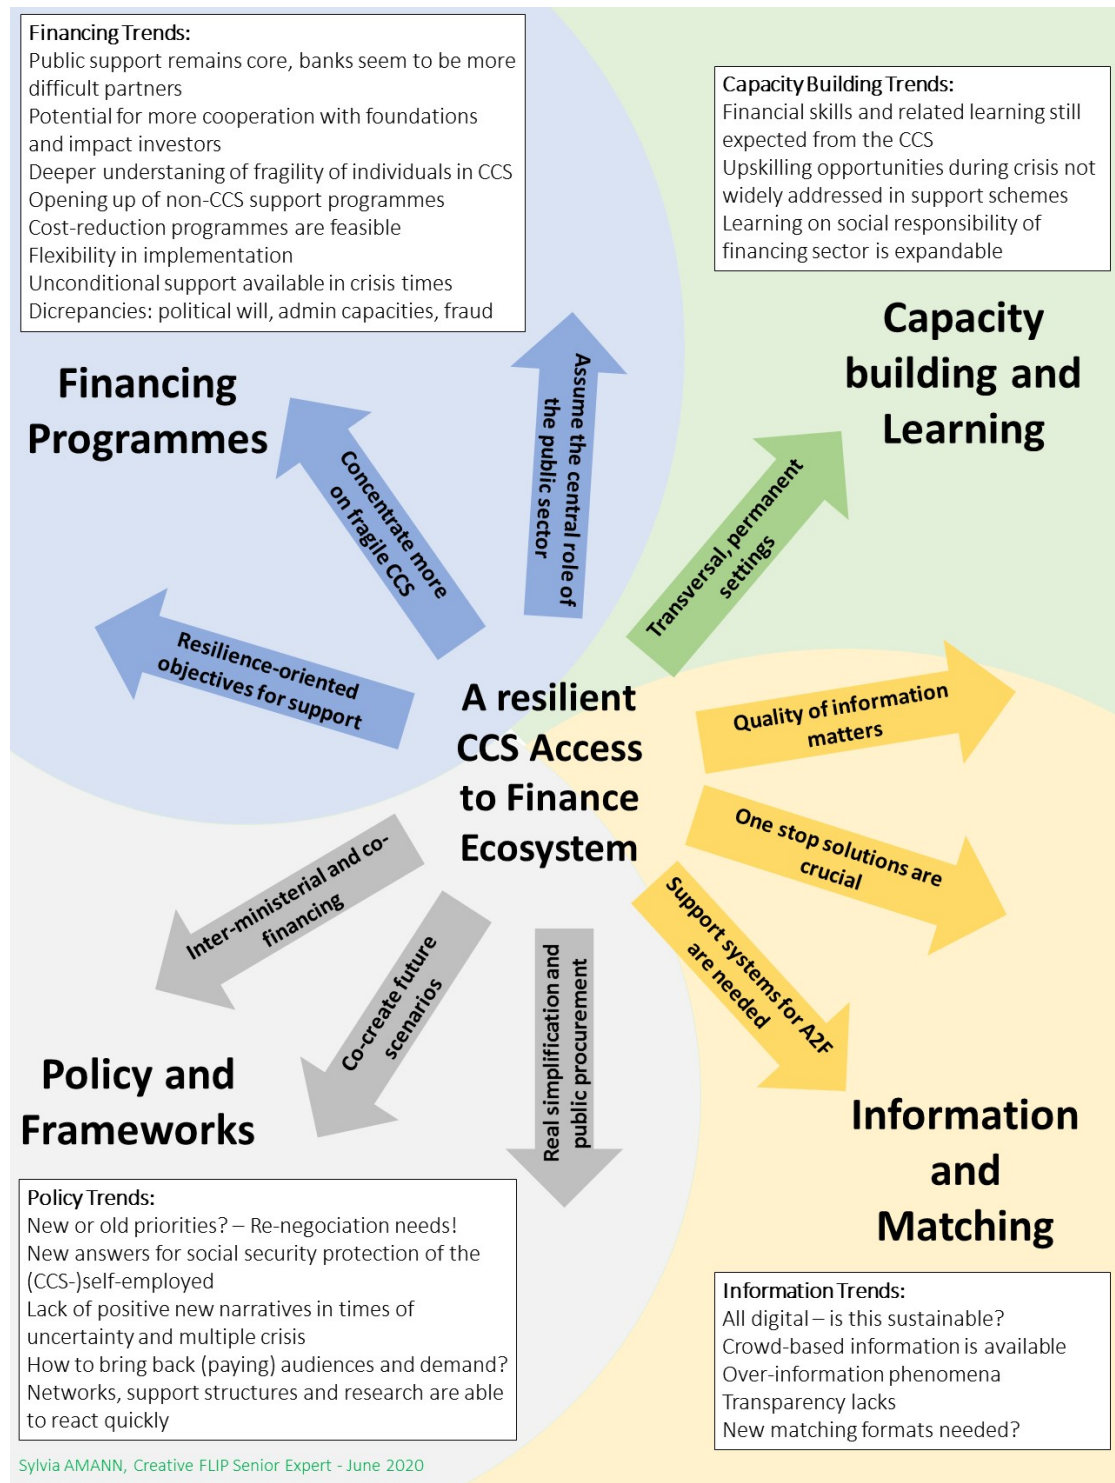 Financing Trends:
Public support remains core, banks seem to be more
difficult partners
Potential for more cooperation with foundations
and impact investors
Deeper understaning of fragility of individuals in CCS
Opening up of non-CCS support programmes
Cost-reduction programmes are feasible
Flexibility in implementation
Unconditional support available in crisis times
Dicrepancies: political will, admin capacities, fraud
Capacity Building Trends:
Financial skills and related learning still
expected from the CCS
Upskilling opportunities during crisis not
widely addressed in support schemes
Learning on social responsibility of
financing sector is expandable
Financing
Programmes
Capacity
building and
Learning
Assume the central role of
the public sector
Concentrate more
on fragile CCS
Resilience-oriented
objectives for support
Transversal, permanent
settings
A resilient
CCS Access
to Finance
Ecosystem
Quality of information
matters
One stop solutions are
crucial
Support systems for A2F
are needed
Inter-ministerial and co-
financing
Co-create future
scenarios
Real simplification and
public procurement
Policy and
Frameworks
Information
and
Matching
Policy Trends:
New or old priorities? – Re-negociation needs!
New answers for social security protection of the
(CCS-)self-employed
Lack of positive new narratives in times of
uncertainty and multiple crisis
How to bring back (paying) audiences and demand?
Networks, support structures and research are able
to react quickly
Information Trends:
All digital – is this sustainable?
Crowd-based information is available
Over-information phenomena
Transparency lacks
New matching formats needed?
Sylvia AMANN, Creative FLIP Senior Expert - June 2020